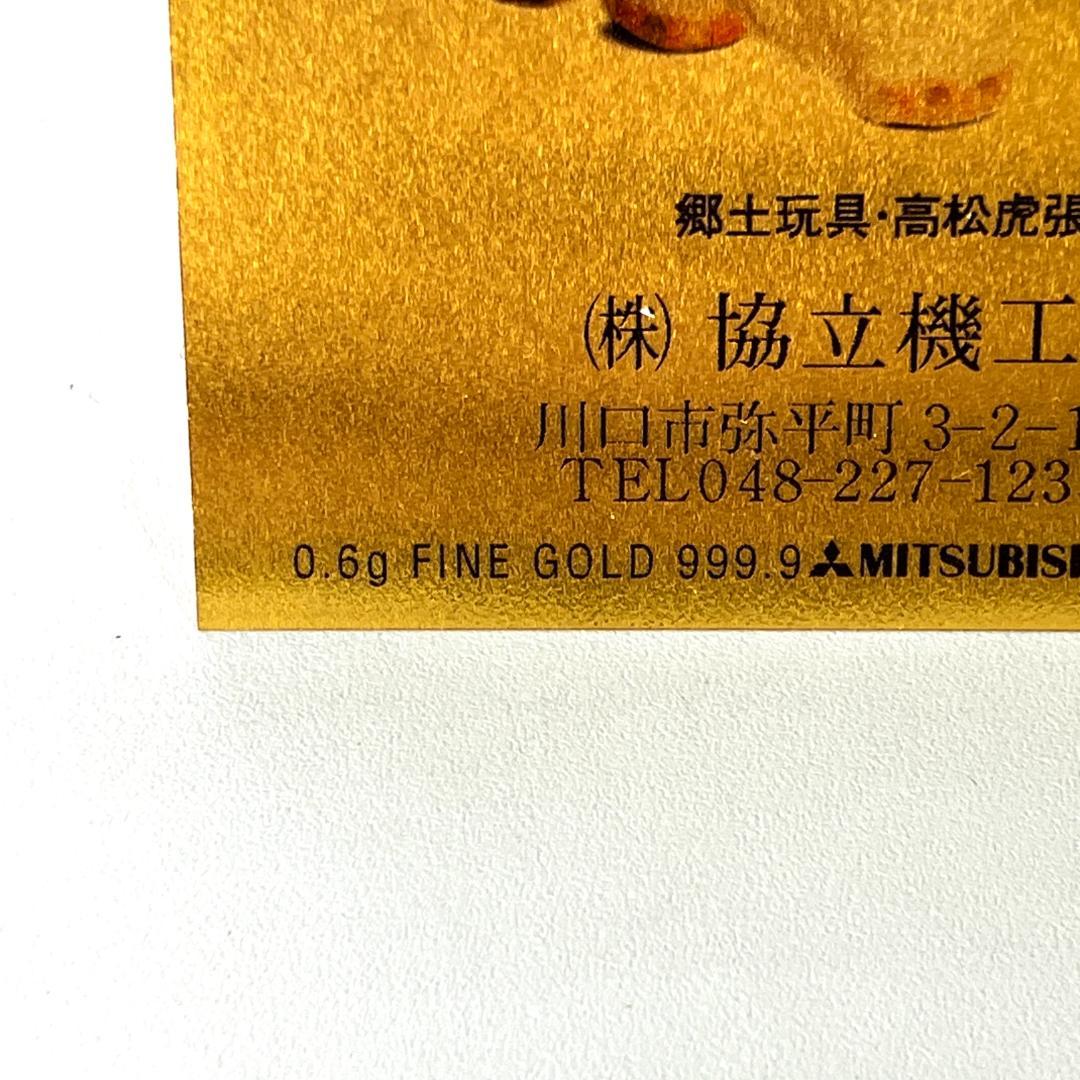 郷土玩具·高松虎張
㈱ 協立機工
川口市弥平町 3-2-1
TEL048-227-123
0.6g FINE GOLD 999.9 MITSUBIS